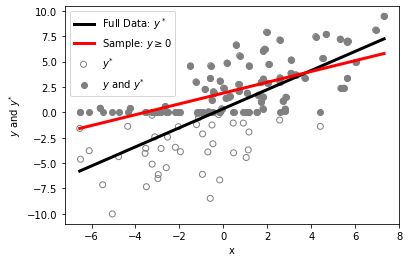 Full Data: y*
Sample: y ≥ 0
y*
y and y*
y and y*
10.0
7.5
5.0
2.5
0.0
−2.5
−5.0
−7.5
−10.0
−6
−4
−2
0
2
4
6
8
x